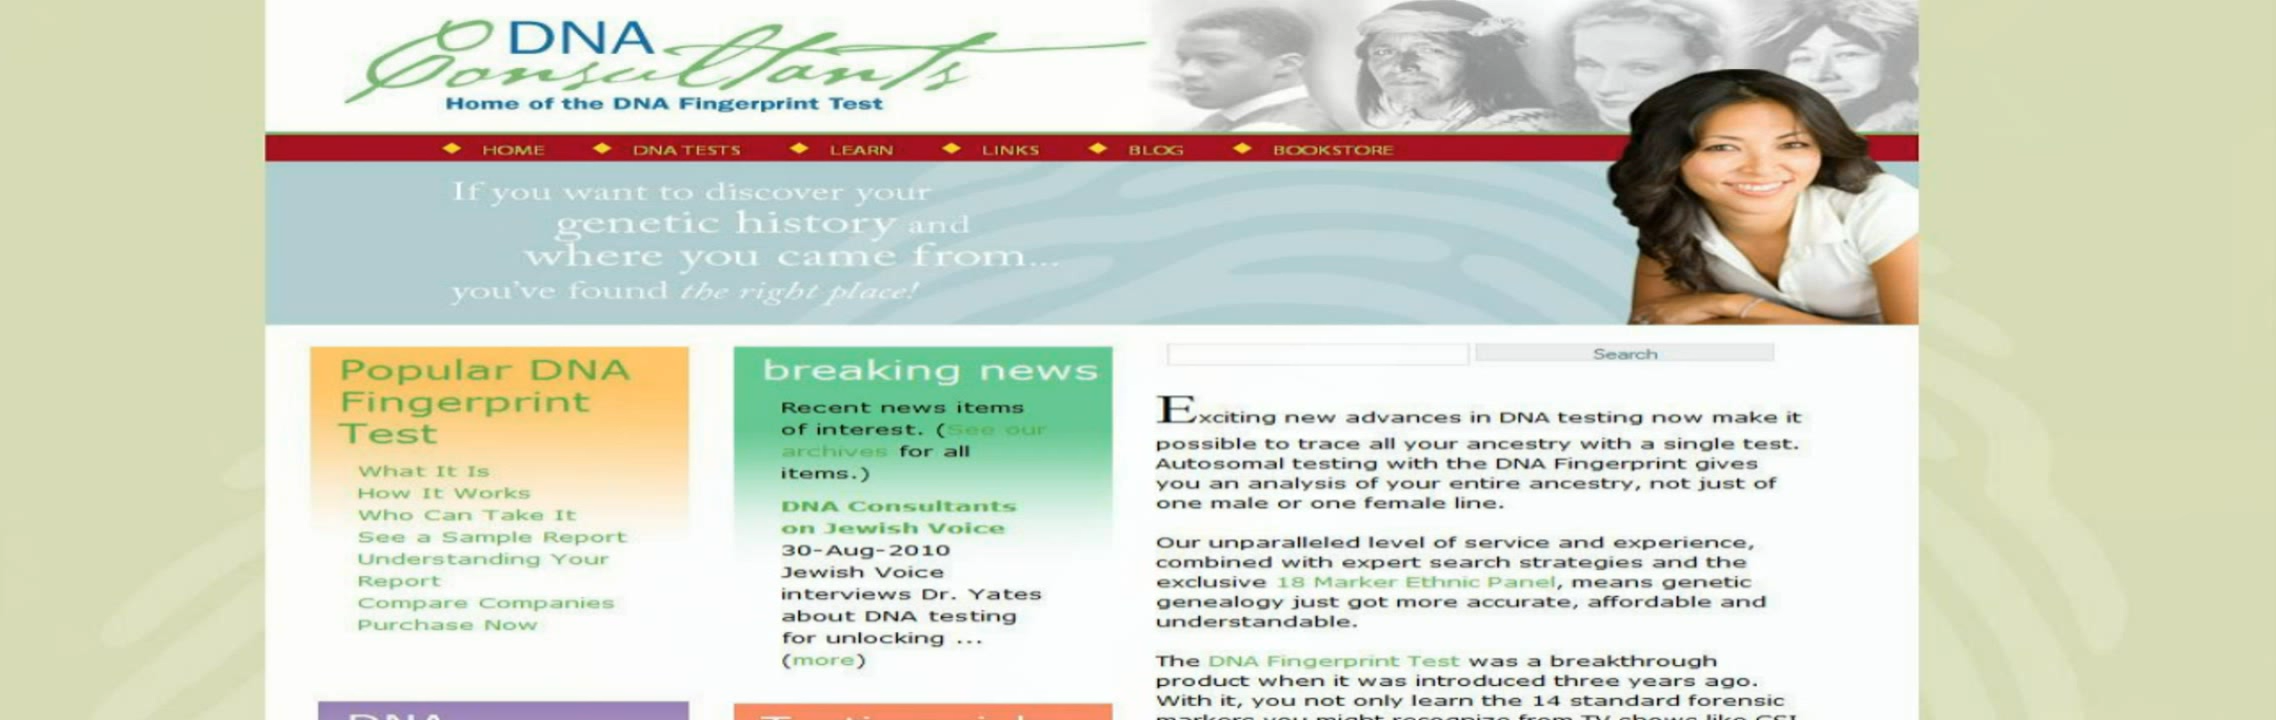 DNA
Consultants
Home of the DNA Fingerprint Test
HOME DNA TESTS LEARN LINKS BLOG BOOKSTORE
If you want to discover your
genetic history and
where you came from...
you've found the right place!
Popular DNA
Fingerprint
Test
What It Is
How It Works
Who Can Take It
See a Sample Report
Understanding Your
Report
Compare Companies
Purchase Now
DNA
breaking news
Recent news items
of interest. (See our
archives for all
items.)
DNA Consultants
on Jewish Voice
30-Aug-2010
Jewish Voice
interviews Dr. Yates
about DNA testing
for unlocking ...
(more)
Search
Exciting new advances in DNA testing now make it
possible to trace all your ancestry with a single test.
Autosomal testing with the DNA Fingerprint gives
you an analysis of your entire ancestry, not just of
one male or one female line.
Our unparalleled level of service and experience,
combined with expert search strategies and the
exclusive 18 Marker Ethnic Panel, means genetic
genealogy just got more accurate, affordable and
understandable.
The DNA Fingerprint Test was a breakthrough
product when it was introduced three years ago.
With it, you not only learn the 14 standard forensic
markers you might recognize from TV shows like CSI